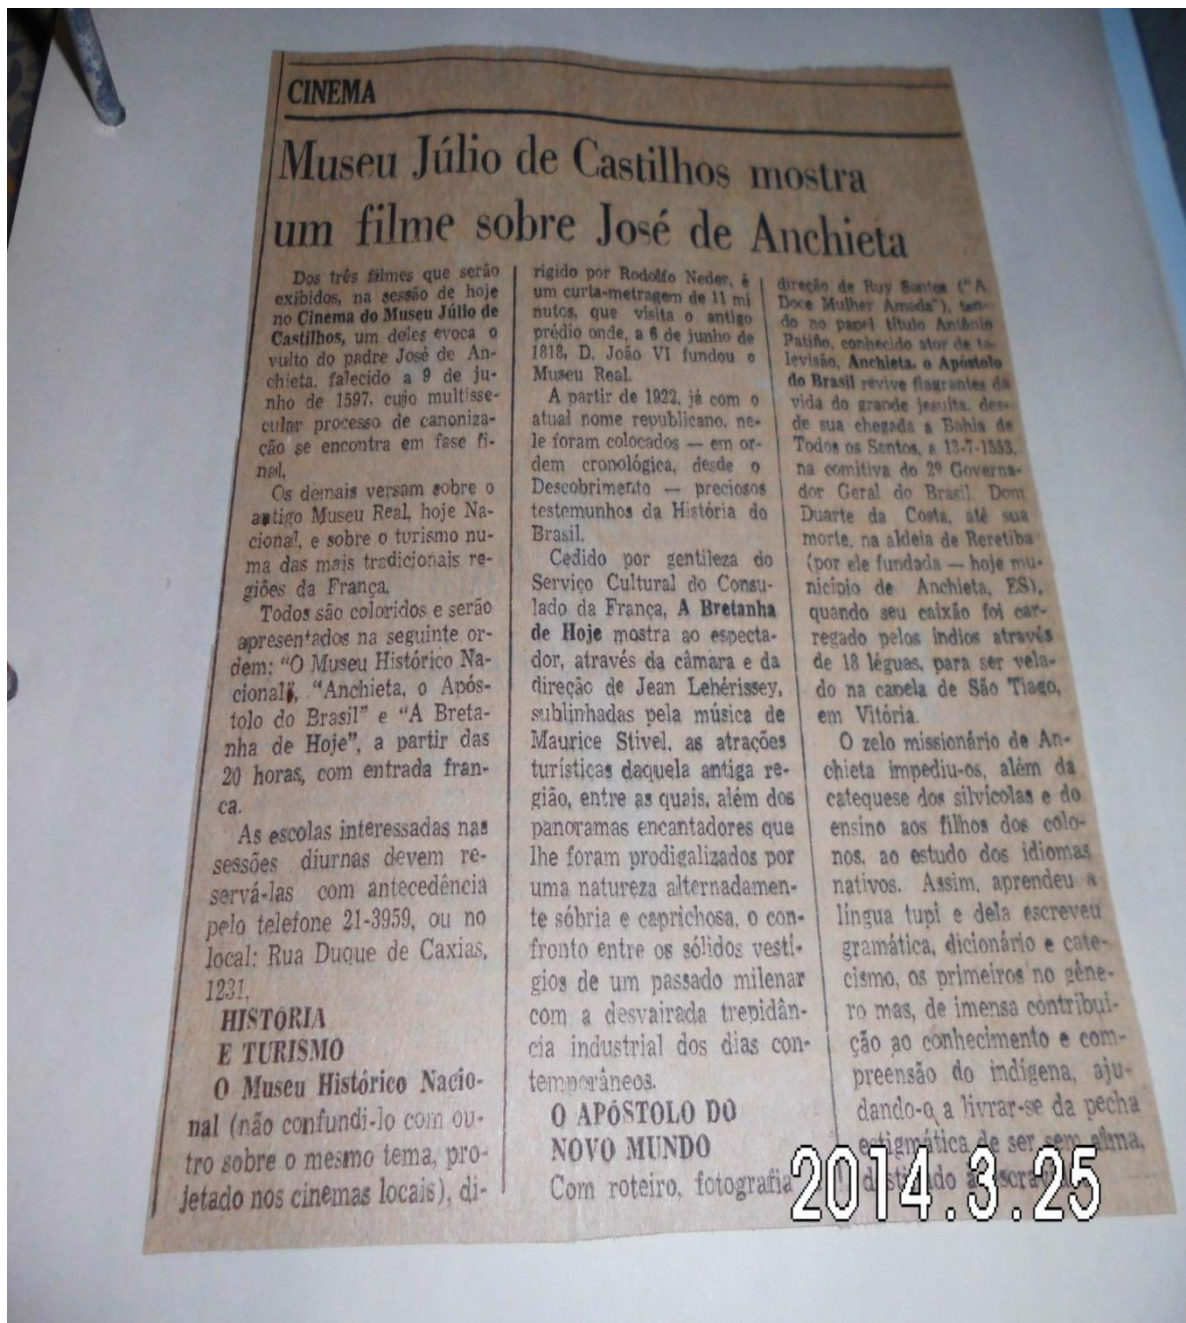 CINEMA
Museu Júlio de Castilhos mostra
um filme sobre José de Anchieta
Dos três filmes que serão
exibidos, na sessão de hoje
no Cinema do Museu Júlio de
Castilhos, um deles evoca o
vulto do padre José de An-
chieta, falecido a 9 de ju-
nho de 1597, cujo multisse-
cular processo de canoniza-
ção se encontra em fase fi-
nal.
Os demais versam sobre o
antigo Museu Real, hoje Na-
cional, e sobre o turismo nu-
ma das mais tradicionais re-
giões da França.
Todos são coloridos e serão
apresentados na seguinte or-
dem: "O Museu Histórico Na-
cional", "Anchieta, o Após-
tolo do Brasil" e "A Breta-
nha de Hoje", a partir das
20 horas, com entrada fran-
ca.
As escolas interessadas nas
sessões diurnas devem re-
servá-las com antecedência
pelo telefone 21-3959, ou no
local: Rua Duque de Caxias,
1231.
HISTÓRIA
E TURISMO
O Museu Histórico Nacio-
nal (não confundi-lo com ou-
tro sobre o mesmo tema, pro-
jetado nos cinemas locais), di-
rigido por Rodolfo Neder, é
um curta-metragem de 11 mi
nutos, que visita o antigo
prédio onde, a 6 de junho de
1818, D. João VI fundou o
Museu Real.
A partir de 1922, já com o
atual nome republicano, ne-
le foram colocados — em or-
dem cronológica, desde o
Descobrimento — preciosos
testemunhos da História do
Brasil.
Cedido por gentileza do
Serviço Cultural do Consu-
lado da França, A Bretanha
de Hoje mostra ao especta-
dor, através da câmara e da
direção de Jean Lehérissey,
sublinhadas pela música de
Maurice Stivel, as atrações
turísticas daquela antiga re-
gião, entre as quais, além dos
panoramas encantadores que
lhe foram prodigalizados por
uma natureza alternadamen-
te sóbria e caprichosa, o con-
fronto entre os sólidos vestí-
gios de um passado milenar
com a desvairada trepidân-
cia industrial dos dias con-
temporâneos.
O APÓSTOLO DO
NOVO MUNDO
Com roteiro, fotografia
direção de Ruy Santos ("A
Doce Mulher Amada"), ten-
do no papel título Antônio
Patiño, conhecido ator de te-
levisão, Anchieta, o Apóstolo
do Brasil revive flagrantes da
vida do grande jesuíta, des-
de sua chegada a Bahia de
Todos os Santos, a 13-7-1553,
na comitiva do 2º Governa-
dor Geral do Brasil, Dom
Duarte da Costa, até sua
morte, na aldeia de Reretiba
(por ele fundada — hoje mu-
nicípio de Anchieta, ES),
quando seu caixão foi car-
regado pelos índios através
de 18 léguas, para ser vela-
do na capela de São Tiago,
em Vitória.
O zelo missionário de An-
chieta impediu-os, além da
catequese dos silvícolas e do
ensino aos filhos dos colo-
nos, ao estudo dos idiomas
nativos. Assim, aprendeu a
língua tupi e dela escreveu
gramática, dicionário e cate-
cismo, os primeiros no gêne-
ro mas, de imensa contribui-
ção ao conhecimento e com-
preensão do indígena, aju-
dando-o a livrar-se da pecha
estigmática de ser sem alma,
2014.3.25